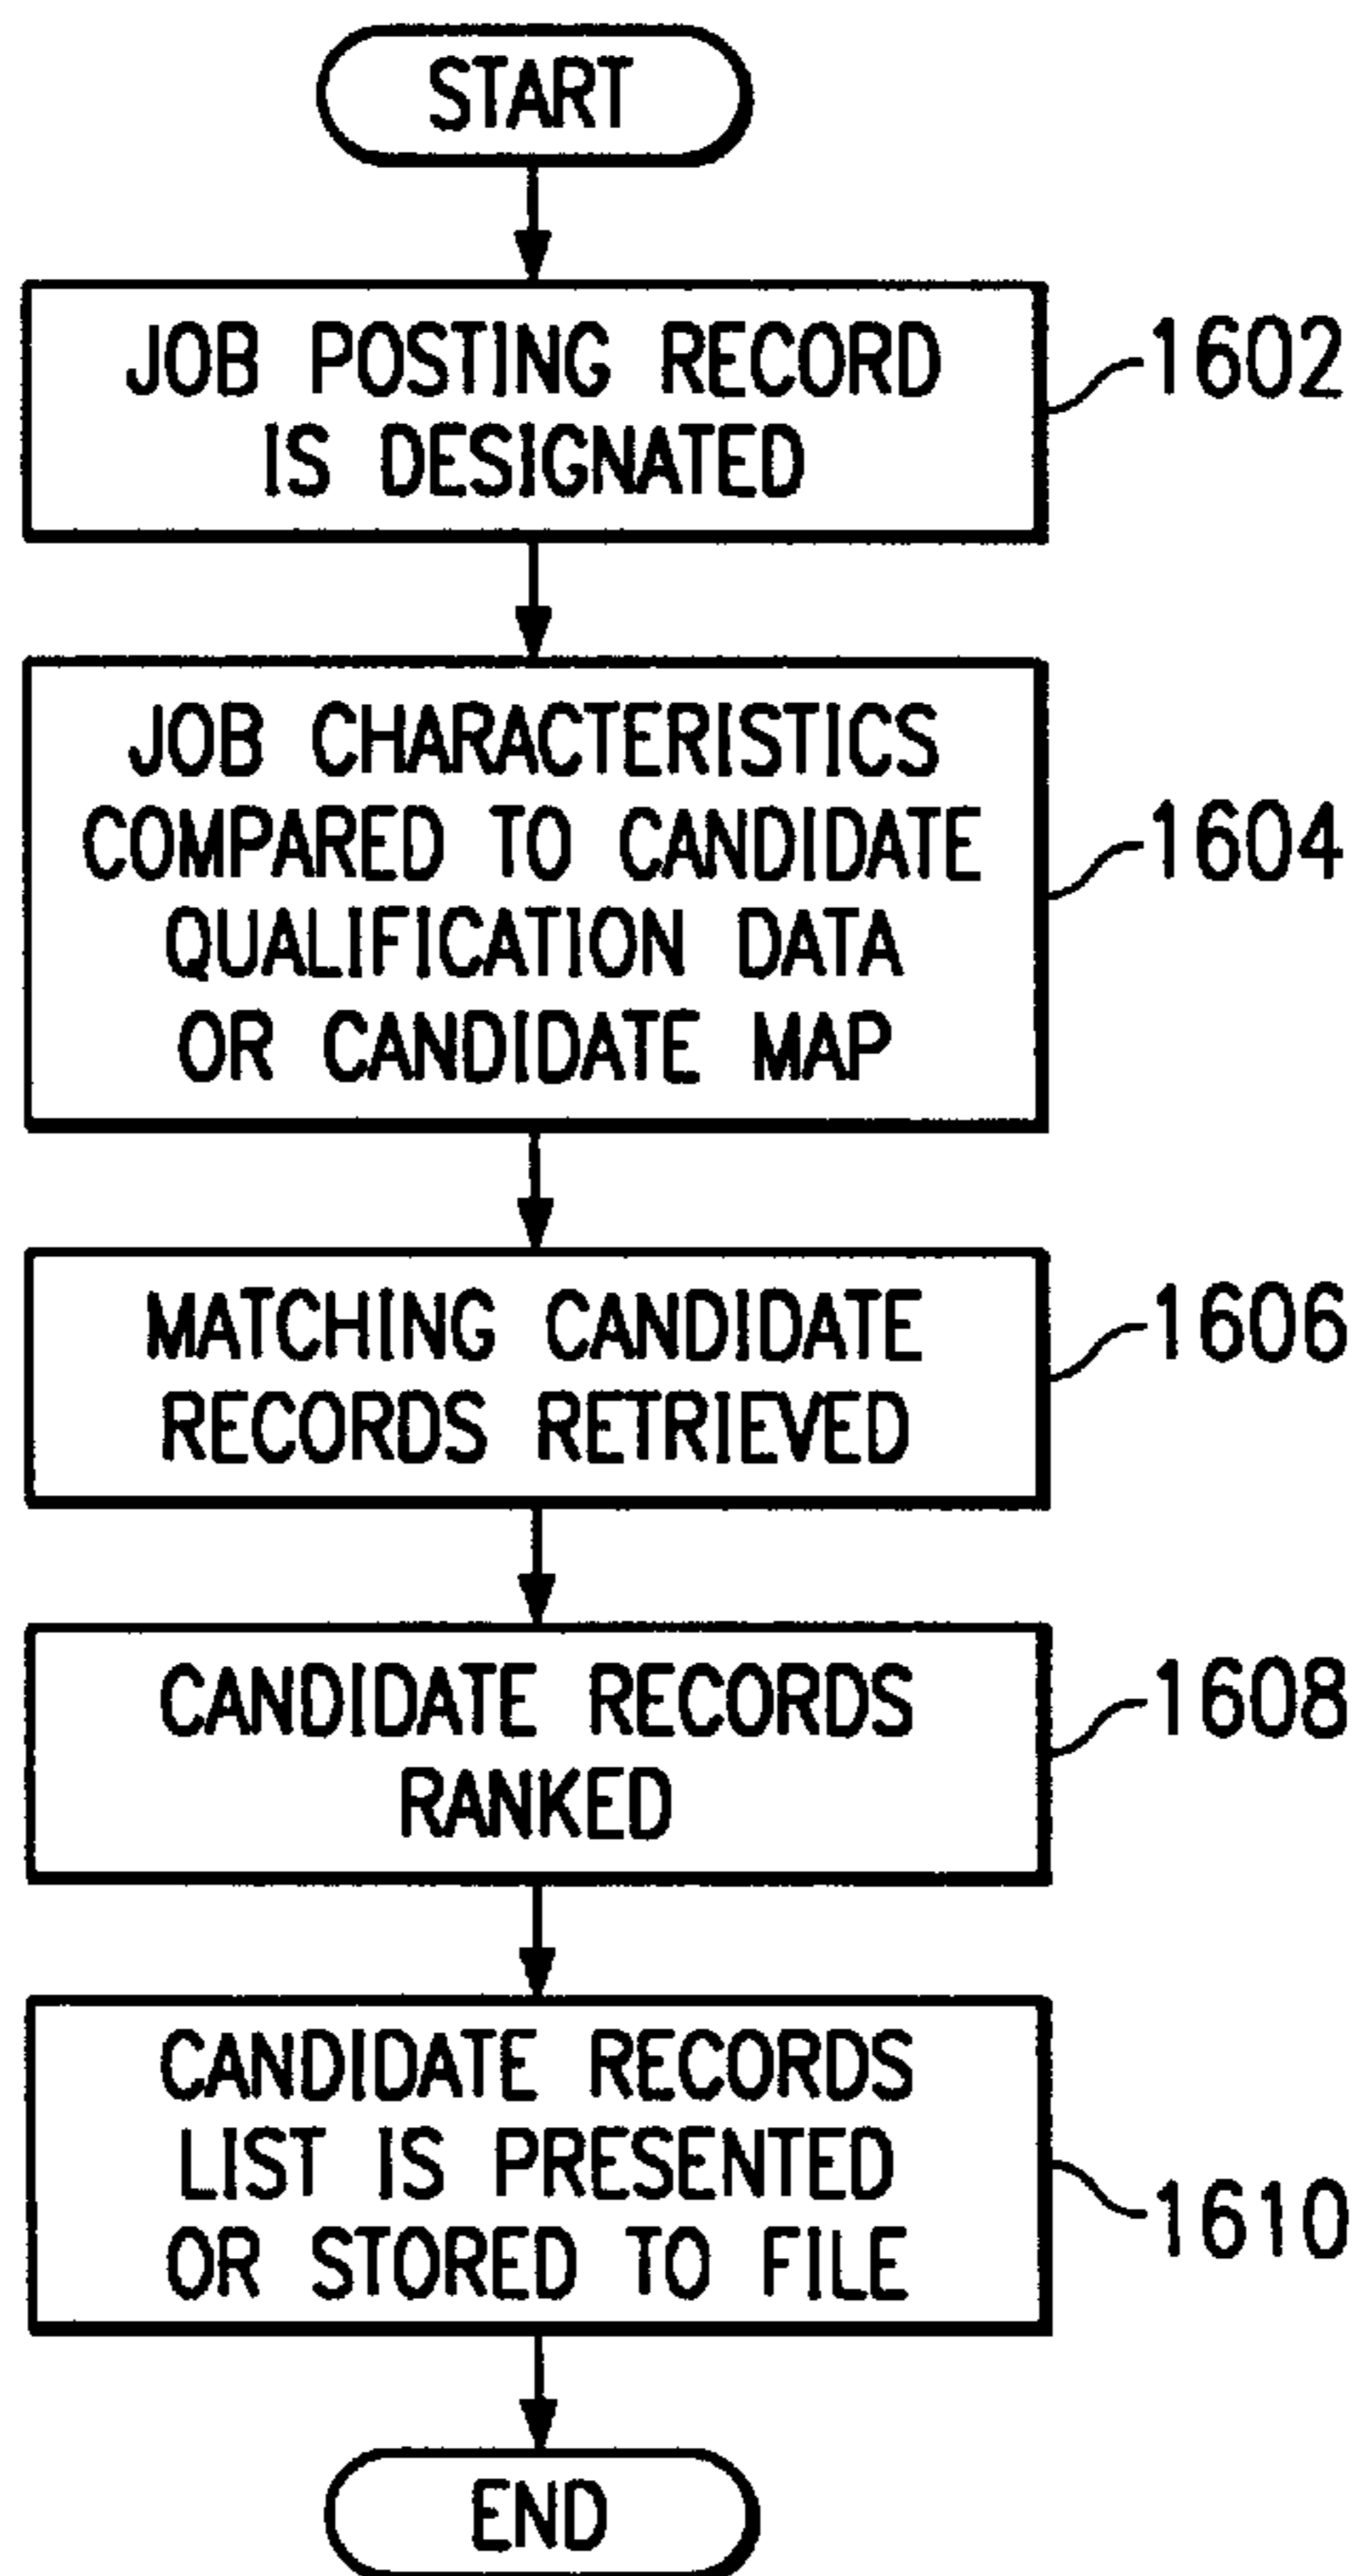 START
JOB POSTING RECORD
IS DESIGNATED
1602
JOB CHARACTERISTICS
COMPARED TO CANDIDATE
QUALIFICATION DATA
OR CANDIDATE MAP
1604
MATCHING CANDIDATE
RECORDS RETRIEVED
1606
CANDIDATE RECORDS
RANKED
1608
CANDIDATE RECORDS
LIST IS PRESENTED
OR STORED TO FILE
1610
END